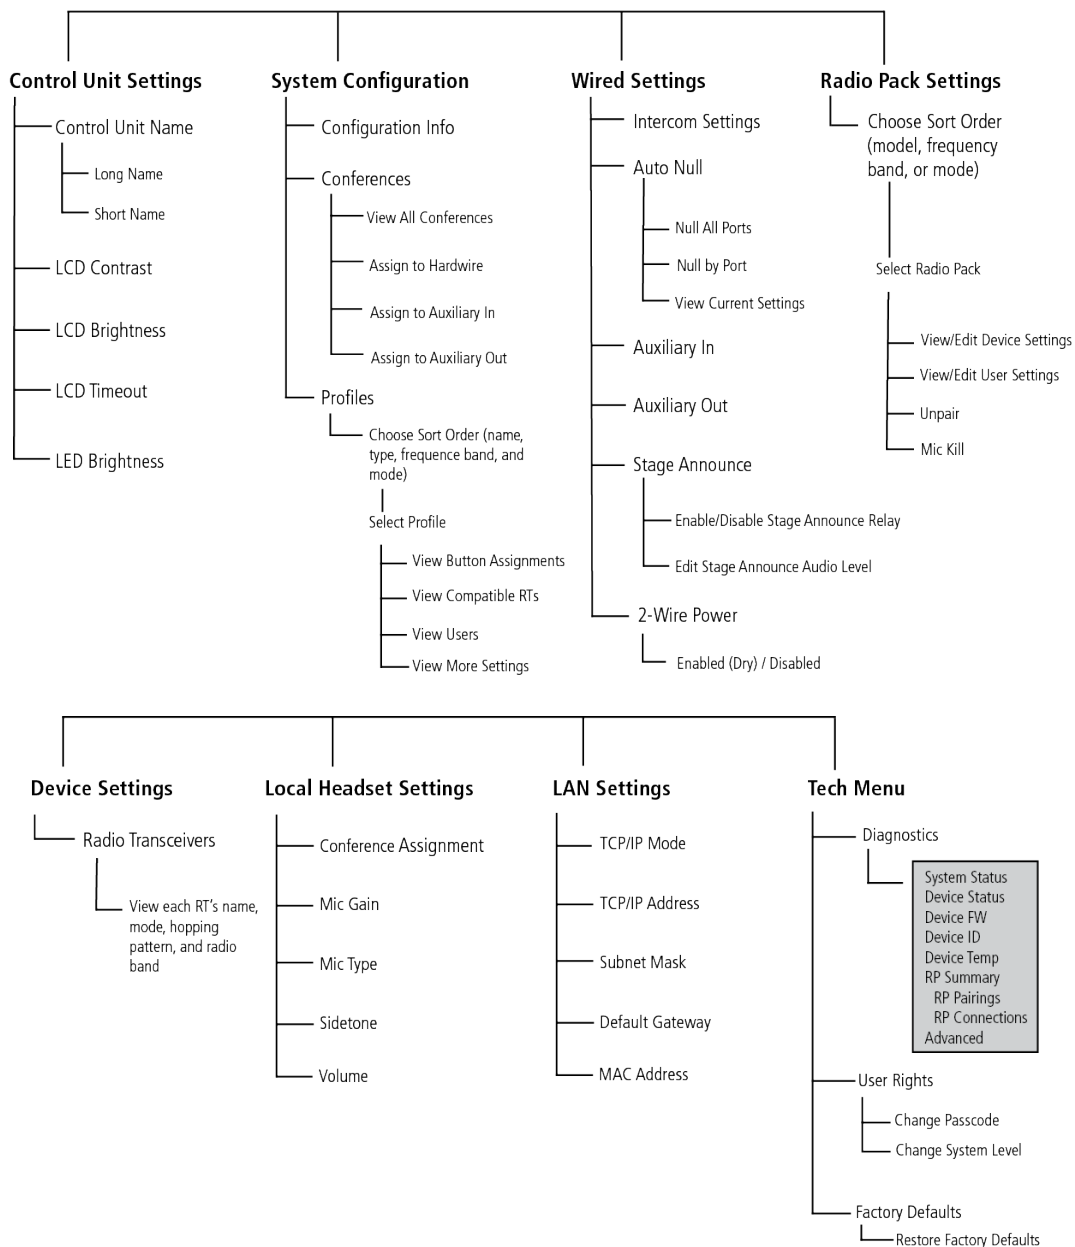 Control Unit Settings
Control Unit Name
Long Name
Short Name
LCD Contrast
LCD Brightness
LCD Timeout
LED Brightness
System Configuration
Configuration Info
Conferences
View All Conferences
Assign to Hardwire
Assign to Auxiliary In
Assign to Auxiliary Out
Profiles
Choose Sort Order (name,
type, frequence band, and
mode)
Select Profile
View Button Assignments
View Compatible RTs
View Users
View More Settings
Wired Settings
Intercom Settings
Auto Null
Null All Ports
Null by Port
View Current Settings
Auxiliary In
Auxiliary Out
Stage Announce
Enable/Disable Stage Announce Relay
Edit Stage Announce Audio Level
2-Wire Power
Enabled (Dry) / Disabled
Radio Pack Settings
Choose Sort Order
(model, frequency
band, or mode)
Select Radio Pack
View/Edit Device Settings
View/Edit User Settings
Unpair
Mic Kill
Device Settings
Radio Transceivers
View each RT's name,
mode, hopping
pattern, and radio
band
Local Headset Settings
Conference Assignment
Mic Gain
Mic Type
Sidetone
Volume
LAN Settings
TCP/IP Mode
TCP/IP Address
Subnet Mask
Default Gateway
MAC Address
Tech Menu
Diagnostics
System Status
Device Status
Device FW
Device ID
Device Temp
RP Summary
RP Pairings
RP Connections
Advanced
User Rights
Change Passcode
Change System Level
Factory Defaults
Restore Factory Defaults